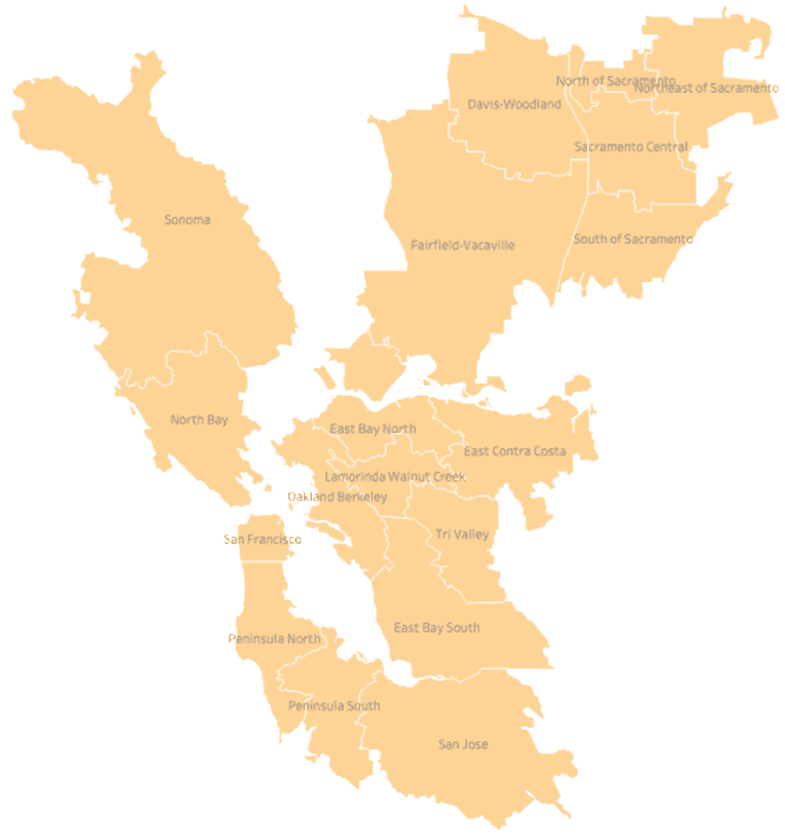 North of Sacramento
Northeast of Sacramento
Davis-Woodland
Sacramento Central
Sonoma
South of Sacramento
Fairfield-Vacaville
North Bay
East Bay North
East Contra Costa
Lamorinda Walnut Creek
Oakland Berkeley
Tri Valley
San Francisco
East Bay South
Peninsula North
Peninsula South
San Jose